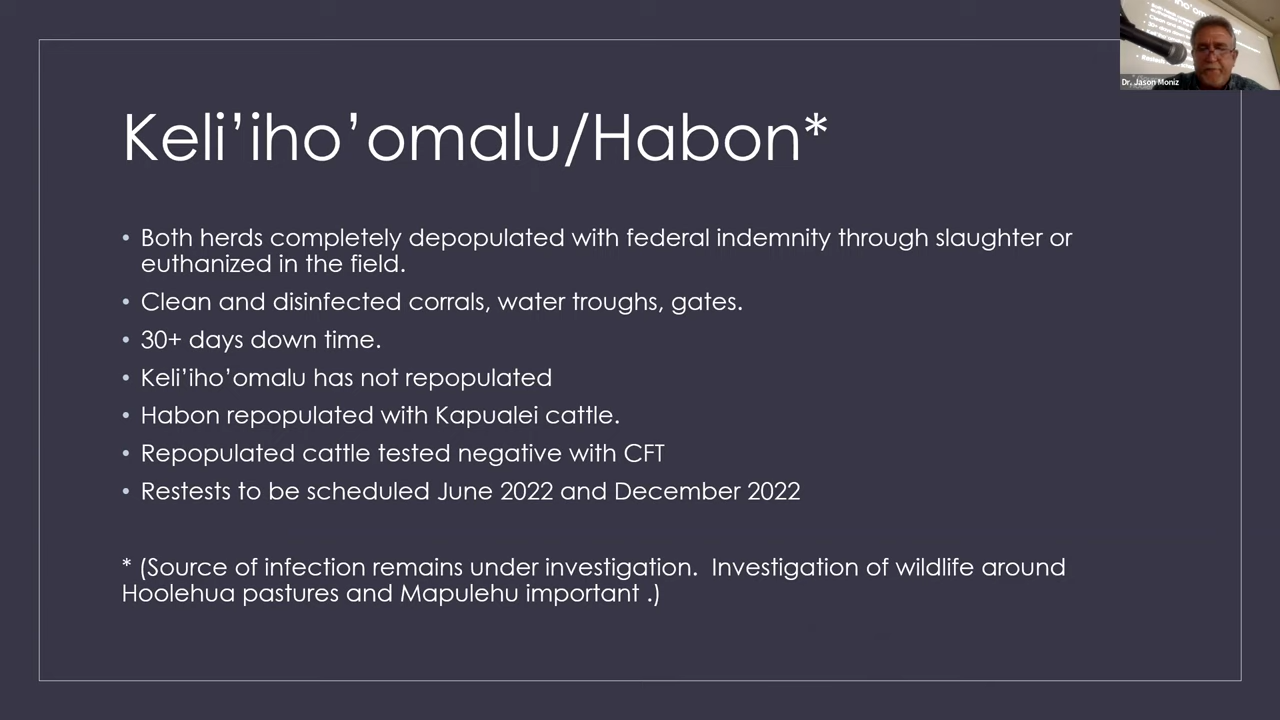 Keli’iho’omalu/Habon*
• Both herds completely depopulated with federal indemnity through slaughter or
euthanized in the field.
• Clean and disinfected corrals, water troughs, gates.
• 30+ days down time.
• Keli’iho’omalu has not repopulated
• Habon repopulated with Kapualei cattle.
• Repopulated cattle tested negative with CFT
• Restests to be scheduled June 2022 and December 2022
* (Source of infection remains under investigation.  Investigation of wildlife around
Hoolehua pastures and Mapulehu important .)
Dr. Jason Moniz